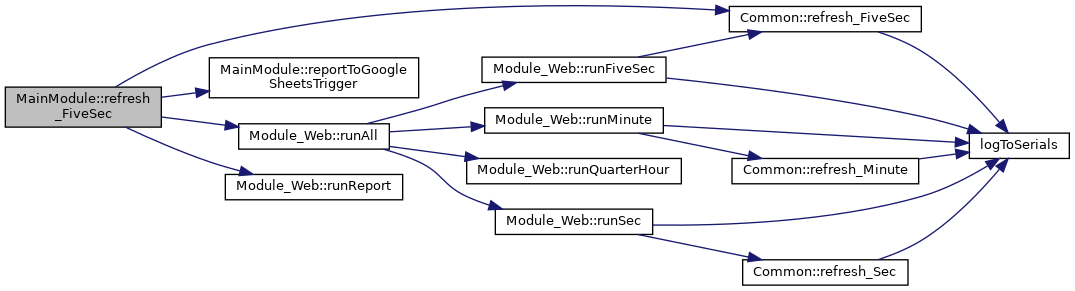 MainModule::refresh
_FiveSec
Common::refresh_FiveSec
MainModule::reportToGoogle
SheetsTrigger
Module_Web::runAll
Module_Web::runReport
Module_Web::runFiveSec
Module_Web::runMinute
Module_Web::runQuarterHour
Module_Web::runSec
Common::refresh_Minute
Common::refresh_Sec
logToSerials